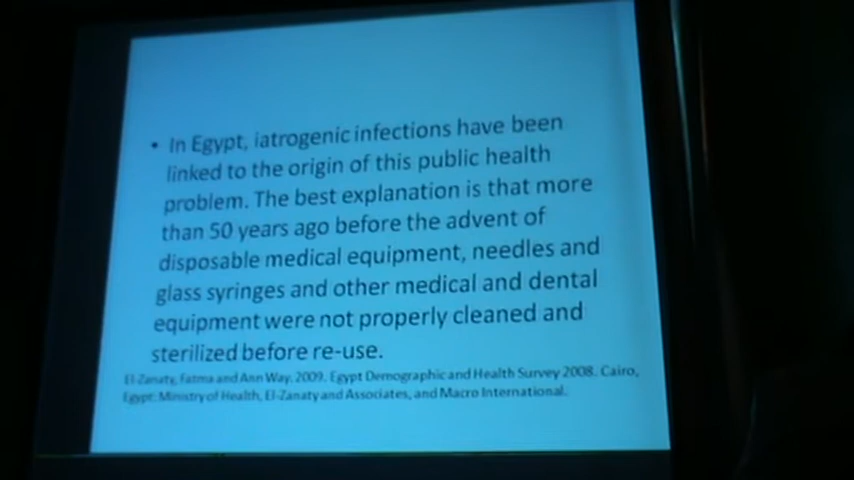 • In Egypt, iatrogenic infections have been
linked to the origin of this public health
problem. The best explanation is that more
than 50 years ago before the advent of
disposable medical equipment, needles and
glass syringes and other medical and dental
equipment were not properly cleaned and
sterilized before re-use.
El-Zanaty, Fatma and Ann Way. 2009. Egypt Demographic and Health Survey 2008. Cairo,
Egypt: Ministry of Health, El-Zanaty and Associates, and Macro International.